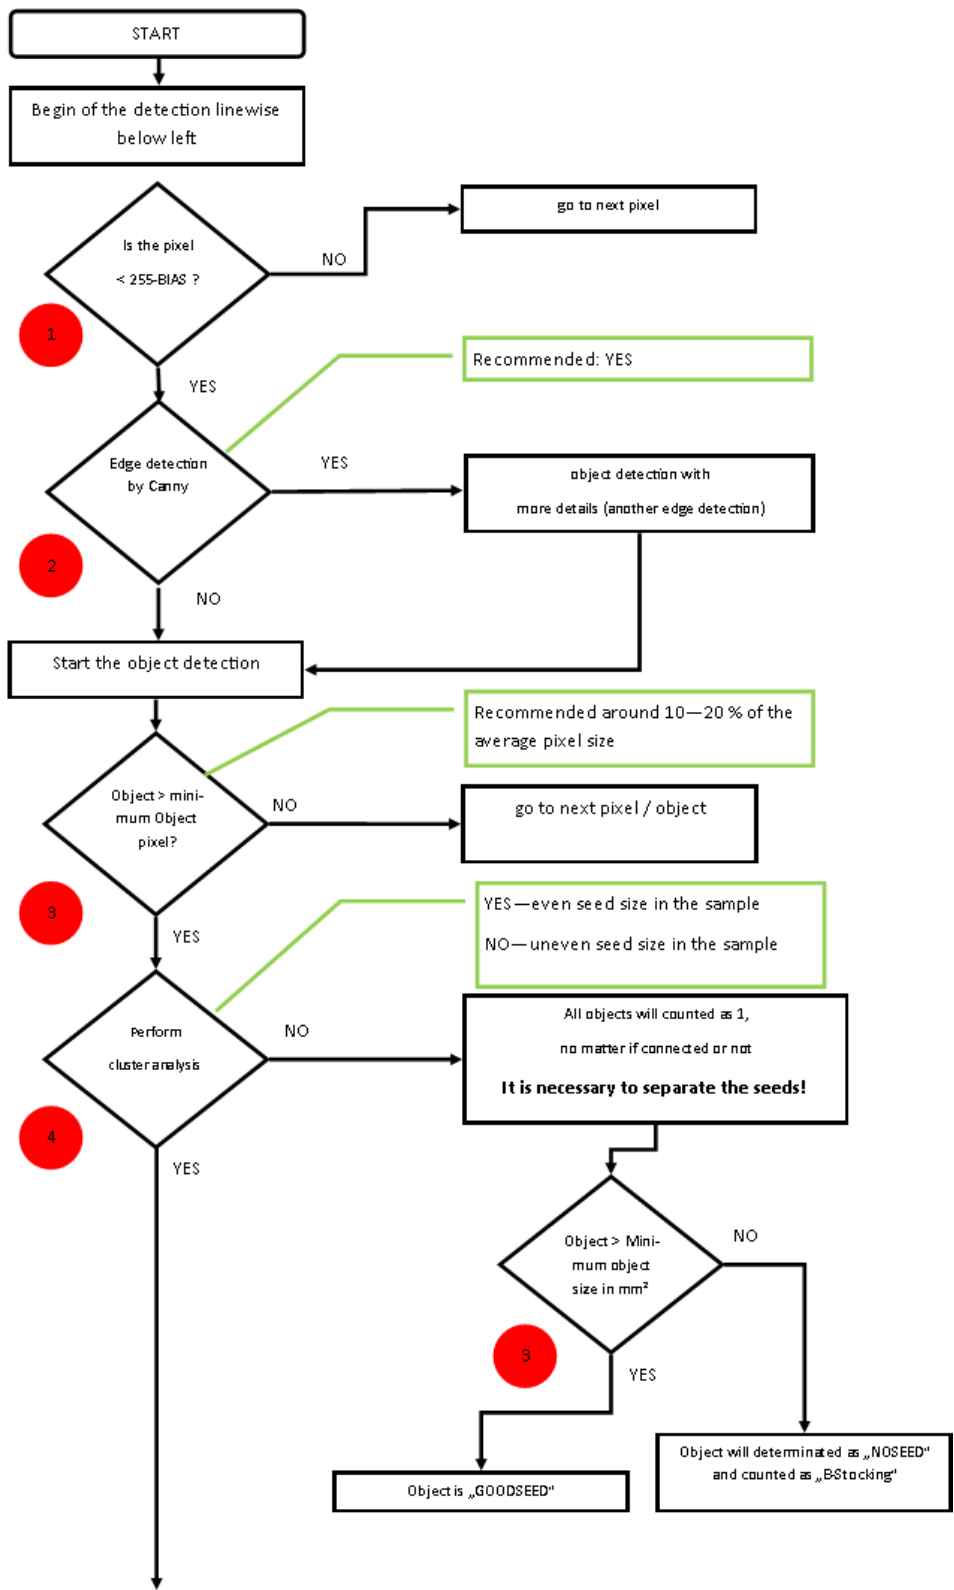 START
Begin of the detection linewise
below left
Is the pixel
< 255-BIAS ?
NO
go to next pixel
1
YES
Recommended: YES
Edge detection
by Canny
YES
object detection with
more details (another edge detection)
2
NO
Start the object detection
Recommended around 10—20 % of the
average pixel size
Object > mini-
mum Object
pixel?
NO
go to next pixel / object
3
YES
YES—even seed size in the sample
NO—uneven seed size in the sample
Perform
cluster analysis
NO
All objects will counted as 1,
no matter if connected or not
It is necessary to separate the seeds!
4
YES
Object > Mini-
mum object
size in mm²
NO
3
YES
Object will determinated as „NOSEED“
and counted as „B-Stocking“
Object is „GOODSEED“